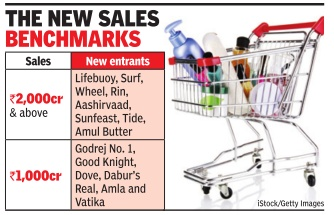 THE NEW SALES
BENCHMARKS
Sales
New entrants
₹2,000cr
& above
Lifebuoy, Surf,
Wheel, Rin,
Aashirvaad,
Sunfeast, Tide,
Amul Butter
₹1,000cr
Godrej No. 1,
Good Knight,
Dove, Dabur's
Real, Amla and
Vatika
iStock/Getty Images